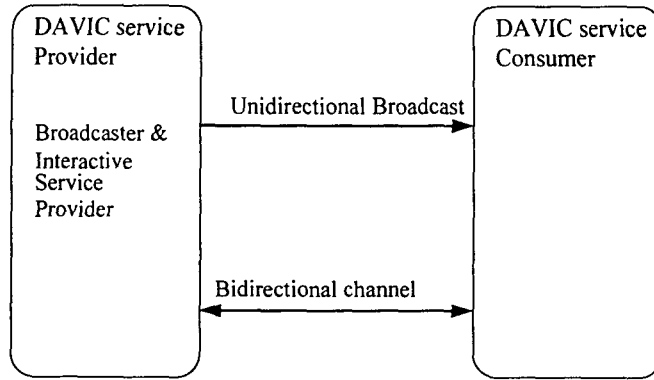 DAVIC service
Provider
Broadcaster &
Interactive
Service
Provider
Unidirectional Broadcast
Bidirectional channel
DAVIC service
Consumer